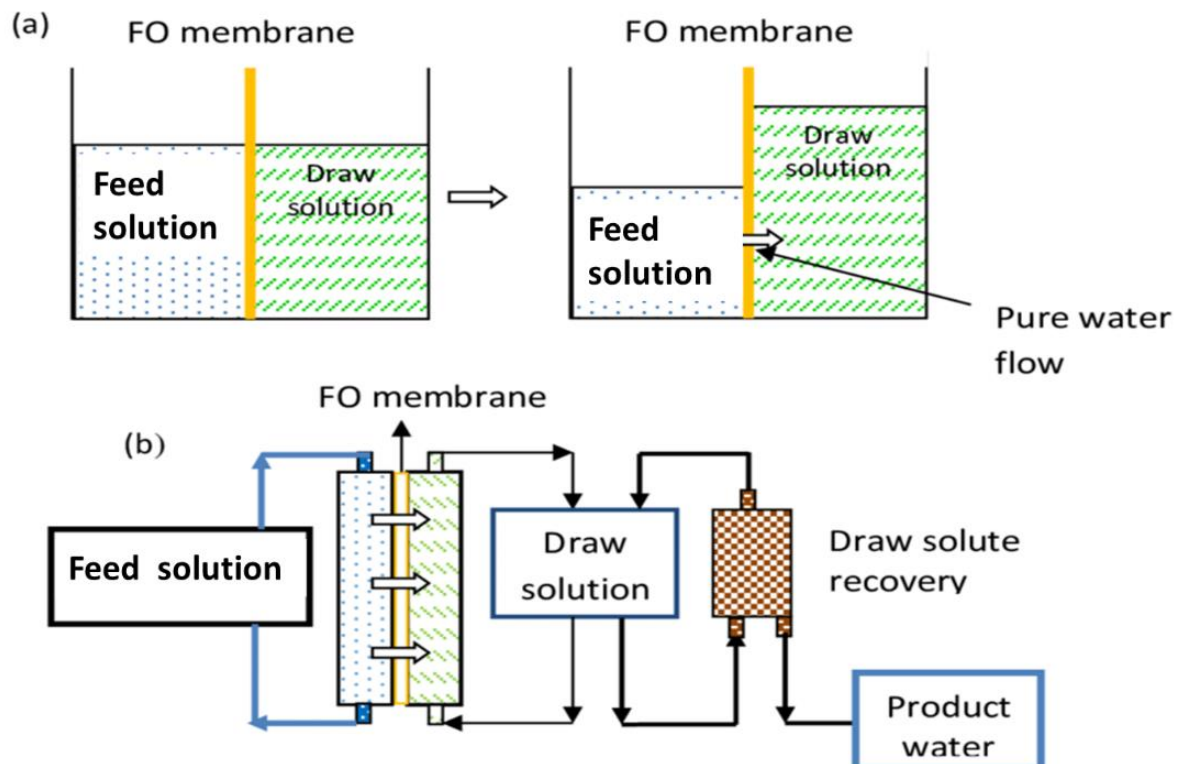 (a)
FO membrane
FO membrane
Feed
solution
Draw
solution
Draw
solution
Feed
solution
Pure water
flow
FO membrane
(b)
Feed solution
Draw
solution
Draw solute
recovery
Product
water